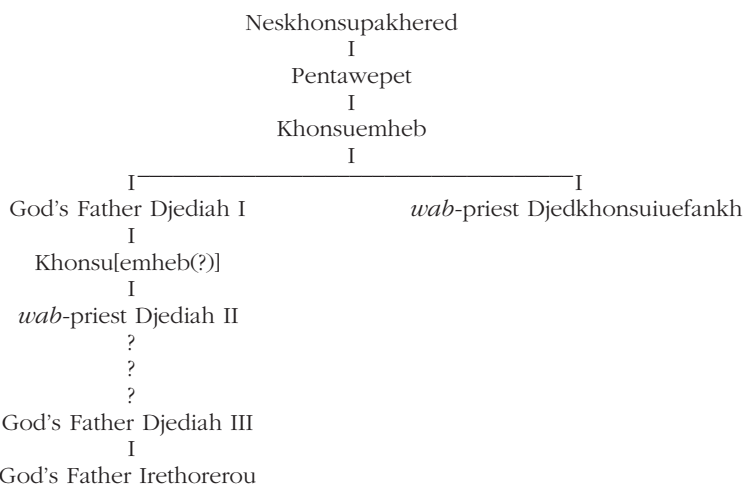 Neskhonsupakhered
I
Pentawepet
I
Khonsuemheb
I
I I
God's Father Djediah I wab-priest Djedkhonsuiuefankh
I
Khonsu[emheb(?)]
I
wab-priest Djediah II
?
?
?
God's Father Djediah III
I
God's Father Irethorerou